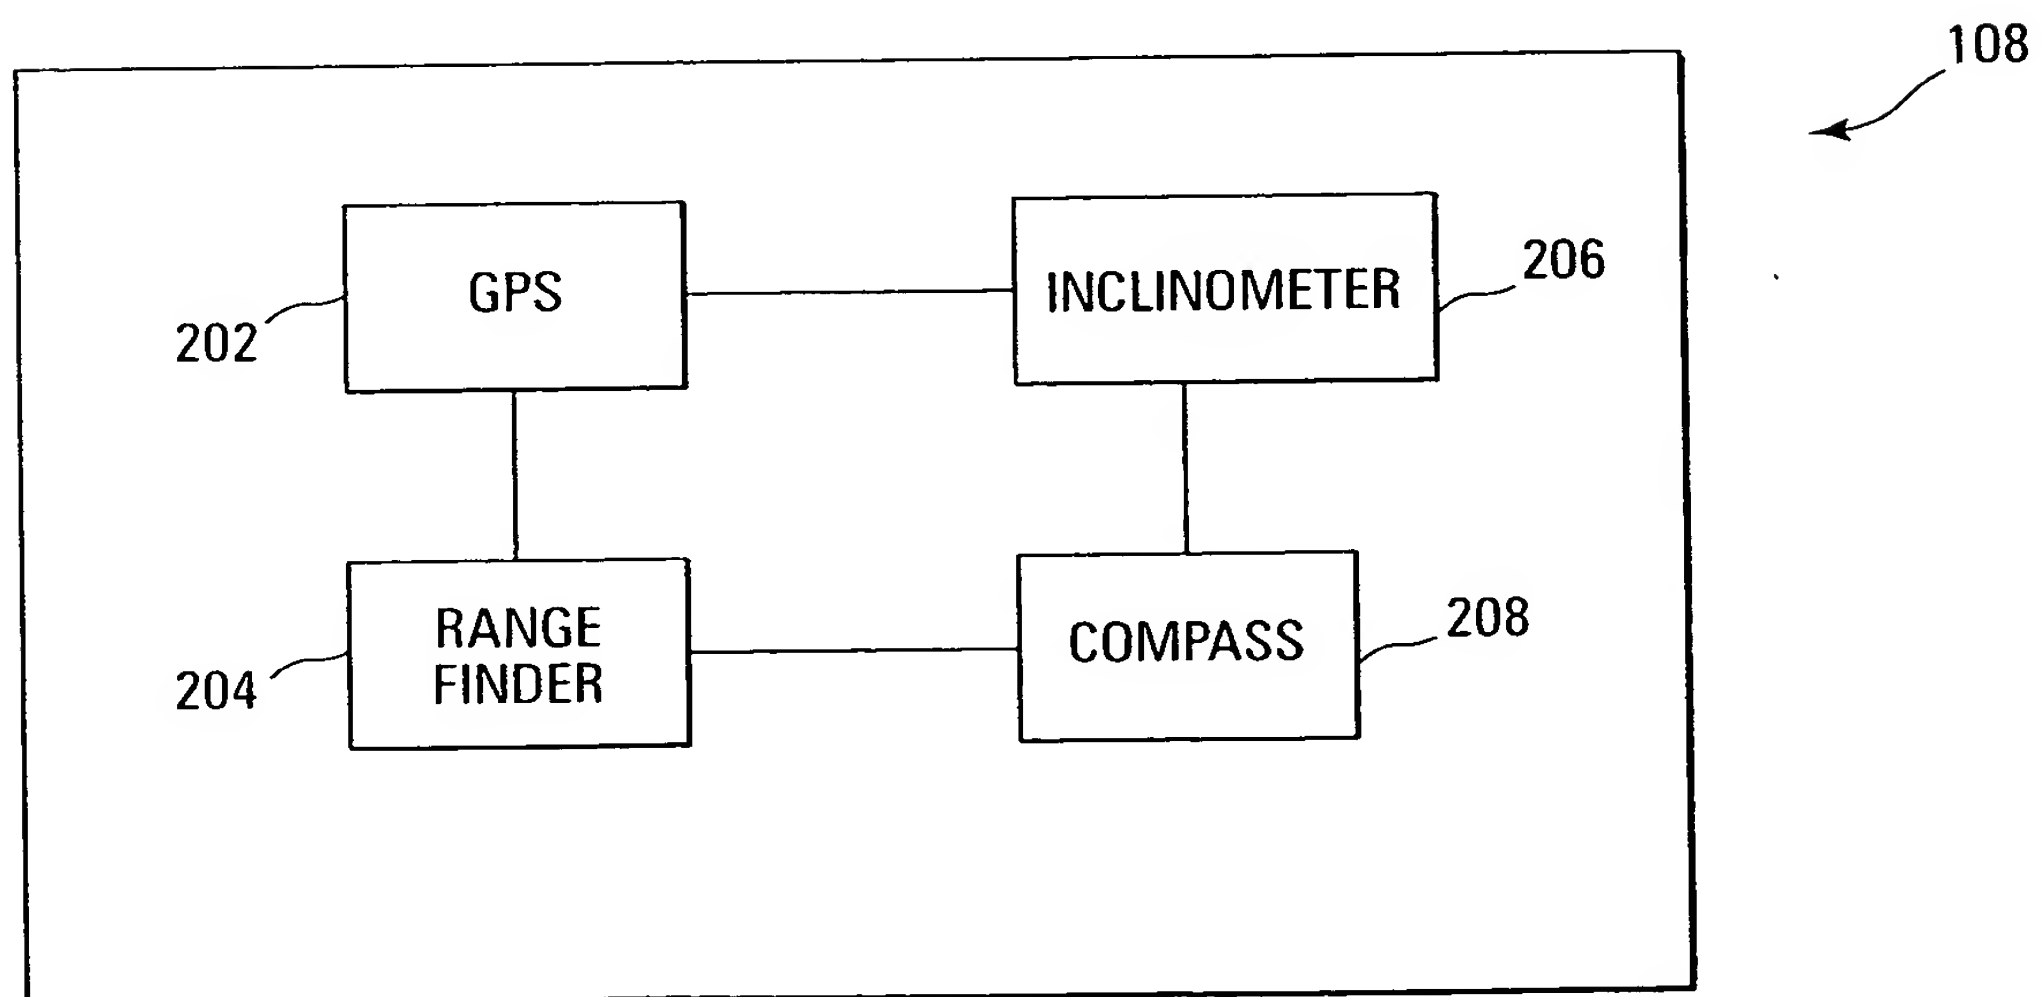 108
GPS
202
INCLINOMETER
206
RANGE
FINDER
204
COMPASS
208